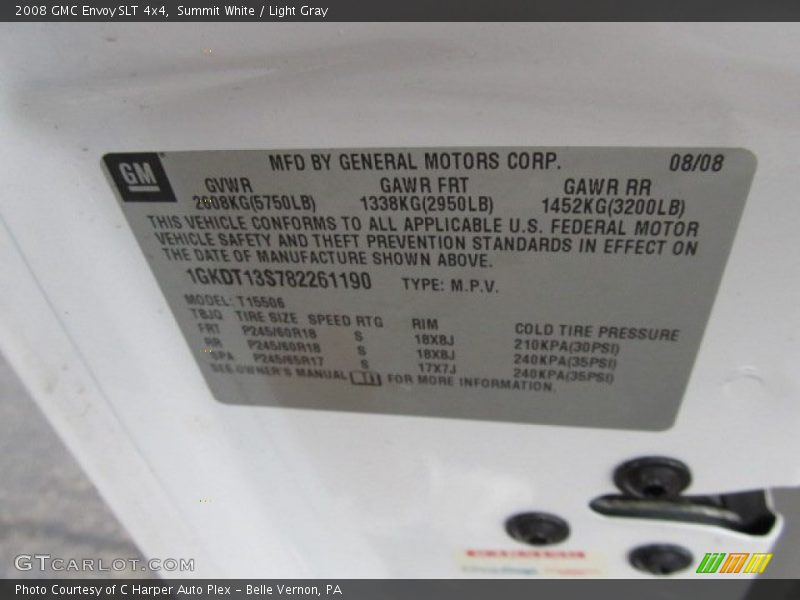 2008 GMC Envoy SLT 4x4, Summit White / Light Gray
GM
MFD BY GENERAL MOTORS CORP. 08/08
GVWR GAWR FRT GAWR RR
2608KG(5750LB) 1338KG(2950LB) 1452KG(3200LB)
THIS VEHICLE CONFORMS TO ALL APPLICABLE U.S. FEDERAL MOTOR
VEHICLE SAFETY AND THEFT PREVENTION STANDARDS IN EFFECT ON
THE DATE OF MANUFACTURE SHOWN ABOVE.
1GKDT13S782261190 TYPE: M.P.V.
MODEL: T15506
TBJQ TIRE SIZE SPEED RTG RIM COLD TIRE PRESSURE
FRT P245/60R18 S 18X8J 210KPA(30PSI)
RR P245/60R18 S 18X8J 240KPA(35PSI)
SPA P245/65R17 S 17X7J 240KPA(35PSI)
SEE OWNER'S MANUAL FOR MORE INFORMATION.
GTCARLOT.COM
Photo Courtesy of C Harper Auto Plex - Belle Vernon, PA